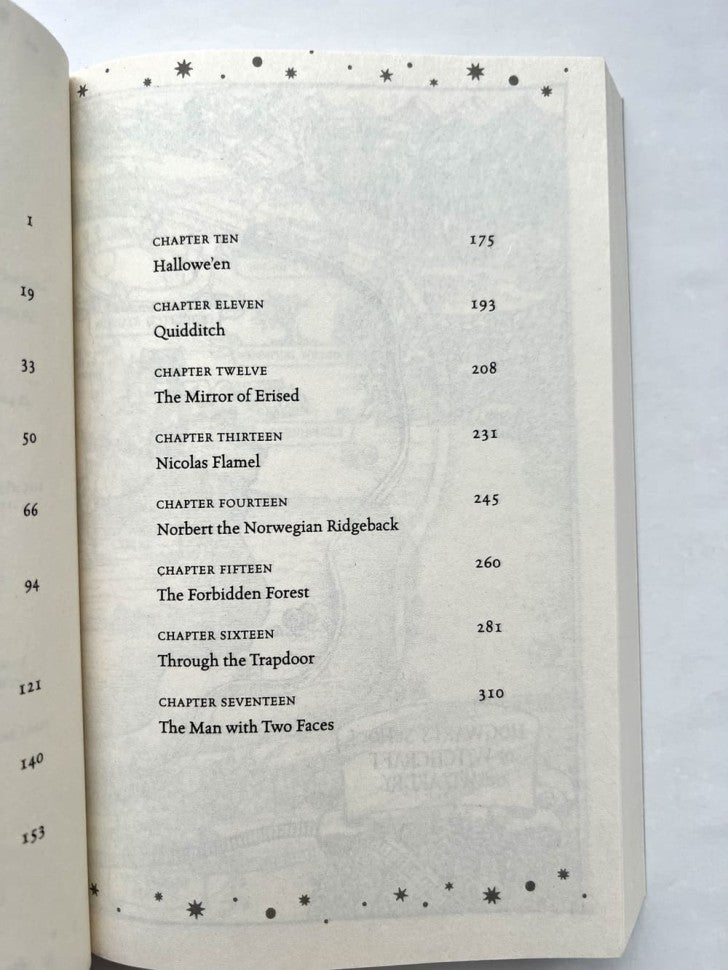 1
19
33
50
66
94
121
140
153
CHAPTER TEN 175
Hallowe'en
CHAPTER ELEVEN 193
Quidditch
CHAPTER TWELVE 208
The Mirror of Erised
CHAPTER THIRTEEN 231
Nicolas Flamel
CHAPTER FOURTEEN 245
Norbert the Norwegian Ridgeback
CHAPTER FIFTEEN 260
The Forbidden Forest
CHAPTER SIXTEEN 281
Through the Trapdoor
CHAPTER SEVENTEEN 310
The Man with Two Faces